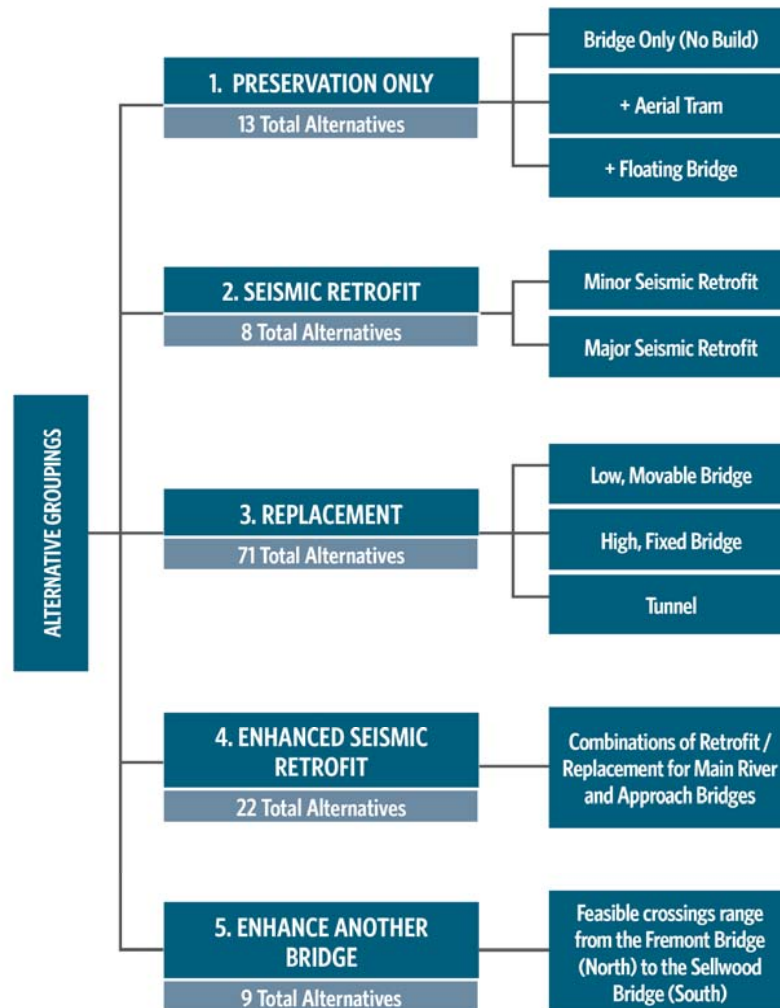 ALTERNATIVE GROUPINGS
1. PRESERVATION ONLY
13 Total Alternatives
Bridge Only (No Build)
+ Aerial Tram
+ Floating Bridge
2. SEISMIC RETROFIT
8 Total Alternatives
Minor Seismic Retrofit
Major Seismic Retrofit
3. REPLACEMENT
71 Total Alternatives
Low, Movable Bridge
High, Fixed Bridge
Tunnel
4. ENHANCED SEISMIC
RETROFIT
22 Total Alternatives
Combinations of Retrofit /
Replacement for Main River
and Approach Bridges
5. ENHANCE ANOTHER
BRIDGE
9 Total Alternatives
Feasible crossings range
from the Fremont Bridge
(North) to the Sellwood
Bridge (South)